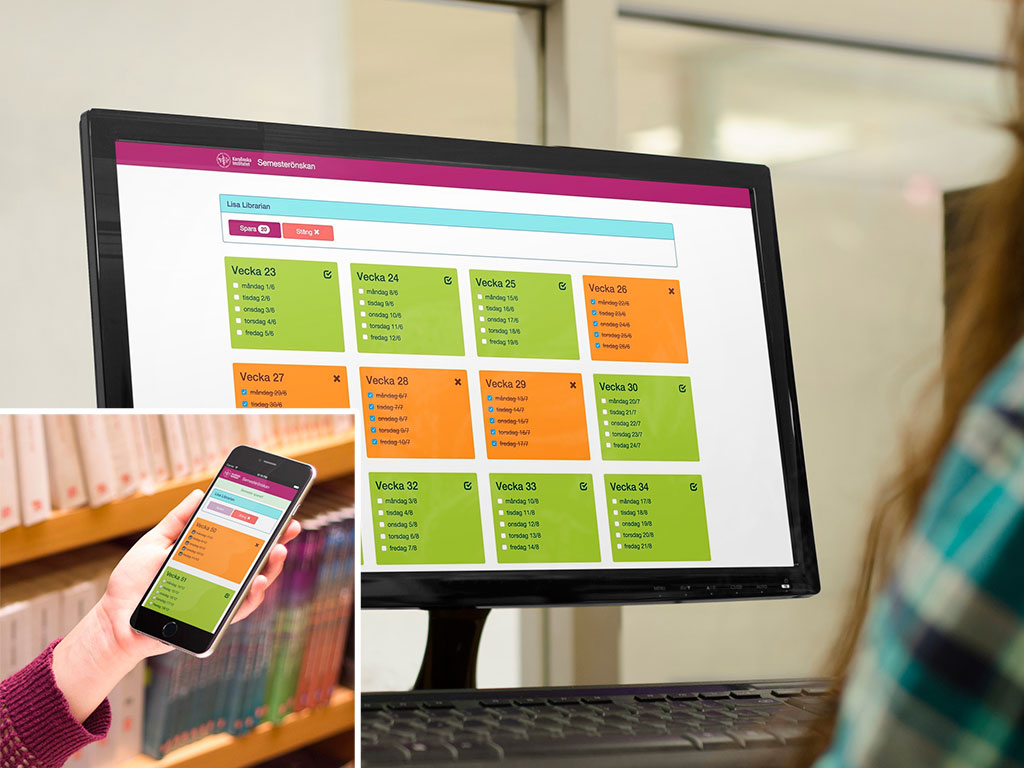 Karolinska
Institutet
Semesterönskan
Lisa Librarian
Spara 20
Stäng ✖
Vecka 23
måndag 1/6
tisdag 2/6
onsdag 3/6
torsdag 4/6
fredag 5/6
Vecka 24
måndag 8/6
tisdag 9/6
onsdag 10/6
torsdag 11/6
fredag 12/6
Vecka 25
måndag 15/6
tisdag 16/6
onsdag 17/6
torsdag 18/6
fredag 19/6
Vecka 26
måndag 22/6
tisdag 23/6
onsdag 24/6
torsdag 25/6
fredag 26/6
Vecka 27
måndag 29/6
tisdag 30/6
Vecka 28
måndag 6/7
tisdag 7/7
onsdag 8/7
torsdag 9/7
fredag 10/7
Vecka 29
måndag 13/7
tisdag 14/7
onsdag 15/7
torsdag 16/7
fredag 17/7
Vecka 30
måndag 20/7
tisdag 21/7
onsdag 22/7
torsdag 23/7
fredag 24/7
Vecka 32
måndag 3/8
tisdag 4/8
onsdag 5/8
torsdag 6/8
fredag 7/8
Vecka 33
måndag 10/8
tisdag 11/8
onsdag 12/8
torsdag 13/8
fredag 14/8
Vecka 34
måndag 17/8
tisdag 18/8
onsdag 19/8
torsdag 20/8
fredag 21/8
Semesterönskan
Lisa Librarian
Vecka 50
Vecka 51